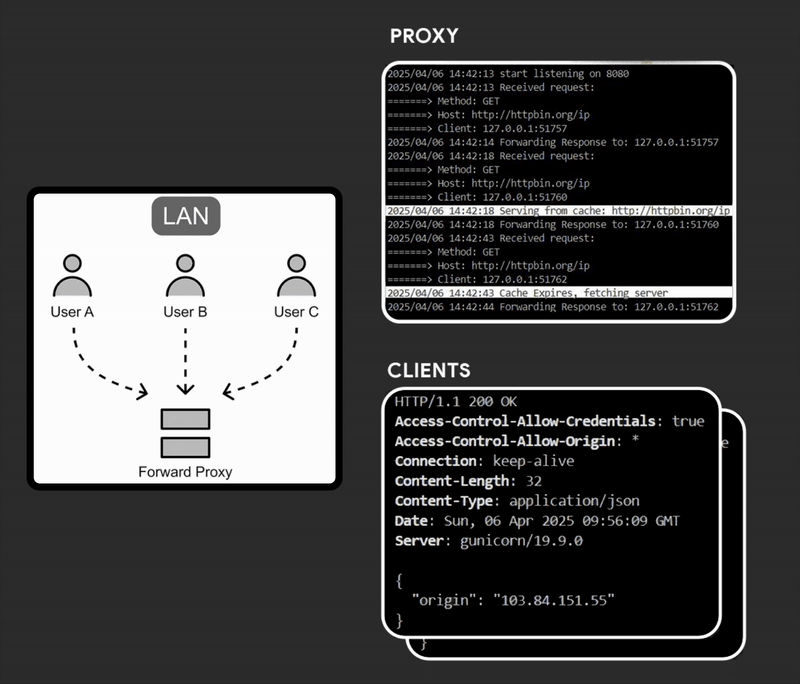 PROXY
2025/04/06 14:42:13 start listening on 8080
2025/04/06 14:42:13 Received request:
=======> Method: GET
=======> Host: http://httpbin.org/ip
=======> Client: 127.0.0.1:51757
2025/04/06 14:42:14 Forwarding Response to: 127.0.0.1:51757
2025/04/06 14:42:18 Received request:
=======> Method: GET
=======> Host: http://httpbin.org/ip
=======> Client: 127.0.0.1:51760
2025/04/06 14:42:18 Serving from cache: http://httpbin.org/ip
2025/04/06 14:42:18 Forwarding Response to: 127.0.0.1:51760
2025/04/06 14:42:43 Received request:
=======> Method: GET
=======> Host: http://httpbin.org/ip
=======> Client: 127.0.0.1:51762
2025/04/06 14:42:43 Cache Expires, fetching server
2025/04/06 14:42:44 Forwarding Response to: 127.0.0.1:51762
LAN
User A
User B
User C
Forward Proxy
CLIENTS
HTTP/1.1 200 OK
Access-Control-Allow-Credentials: true
Access-Control-Allow-Origin: *
Connection: keep-alive
Content-Length: 32
Content-Type: application/json
Date: Sun, 06 Apr 2025 09:56:09 GMT
Server: gunicorn/19.9.0
{
"origin": "103.84.151.55"
}
e
}